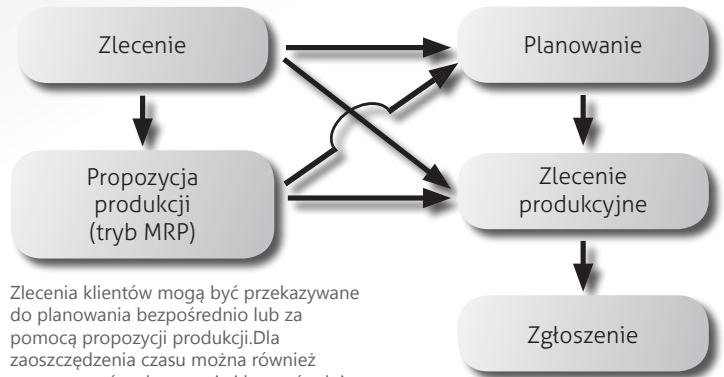 Zlecenie
Planowanie
Propozycja
produkcji
(tryb MRP)
Zlecenie
produkcyjne
Zgłoszenie
Zlecenia klientów mogą być przekazywane
do planowania bezpośrednio lub za
pomocą propozycji produkcji.Dla
zaoszczędzenia czasu można również